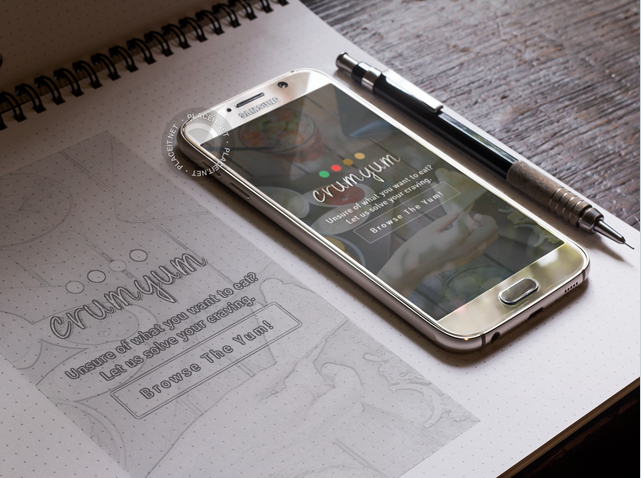 PLACEIT.NET
PLACEIT.NET
SAMSUNG
crumyum
Unsure of what you want to eat?
Let us solve your craving.
Browse The Yum!
crumyum
Unsure of what you want to eat?
Let us solve your craving.
Browse The Yum!